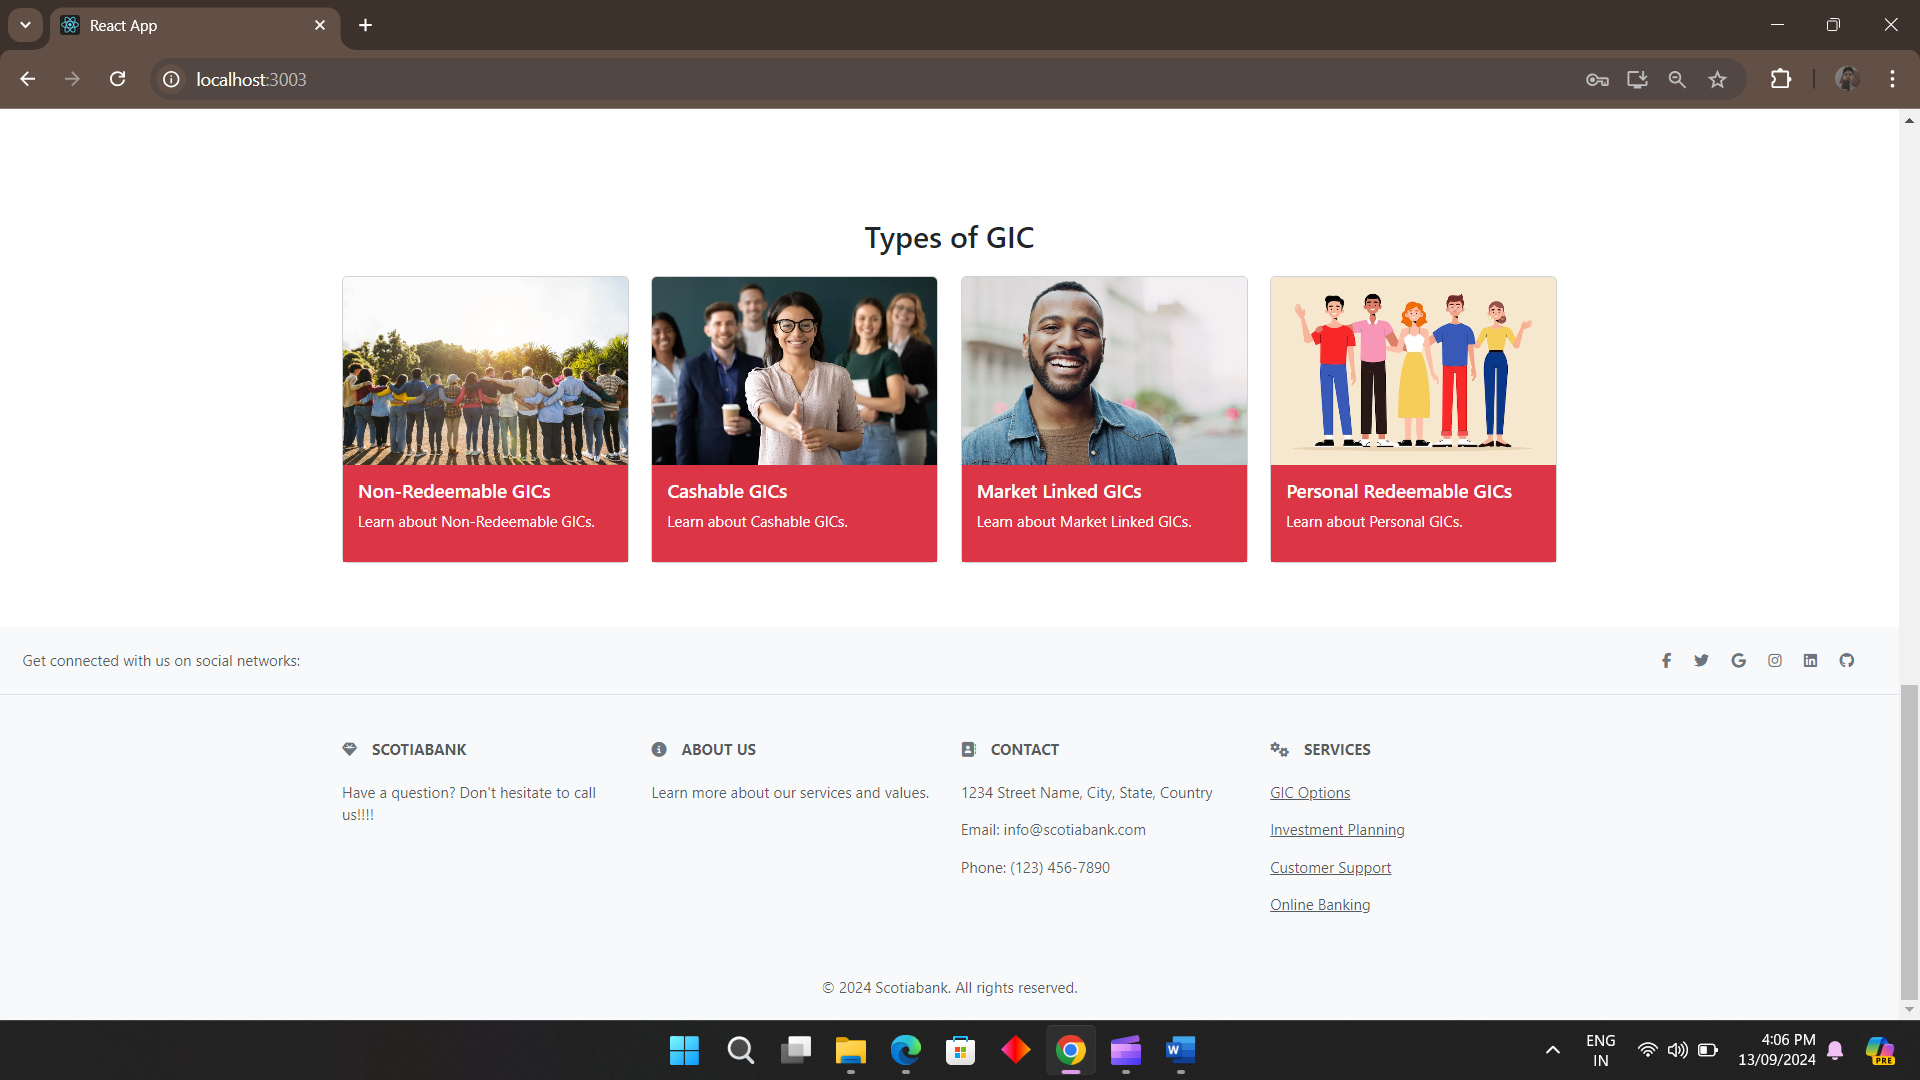 React App
localhost:3003
Types of GIC
Non-Redeemable GICs
Learn about Non-Redeemable GICs.
Cashable GICs
Learn about Cashable GICs.
Market Linked GICs
Learn about Market Linked GICs.
Personal Redeemable GICs
Learn about Personal GICs.
Get connected with us on social networks:
SCOTIABANK
Have a question? Don't hesitate to call
us!!!!
ABOUT US
Learn more about our services and values.
CONTACT
1234 Street Name, City, State, Country
Email: info@scotiabank.com
Phone: (123) 456-7890
SERVICES
GIC Options
Investment Planning
Customer Support
Online Banking
© 2024 Scotiabank. All rights reserved.
ENG
IN
4:06 PM
13/09/2024
PRE